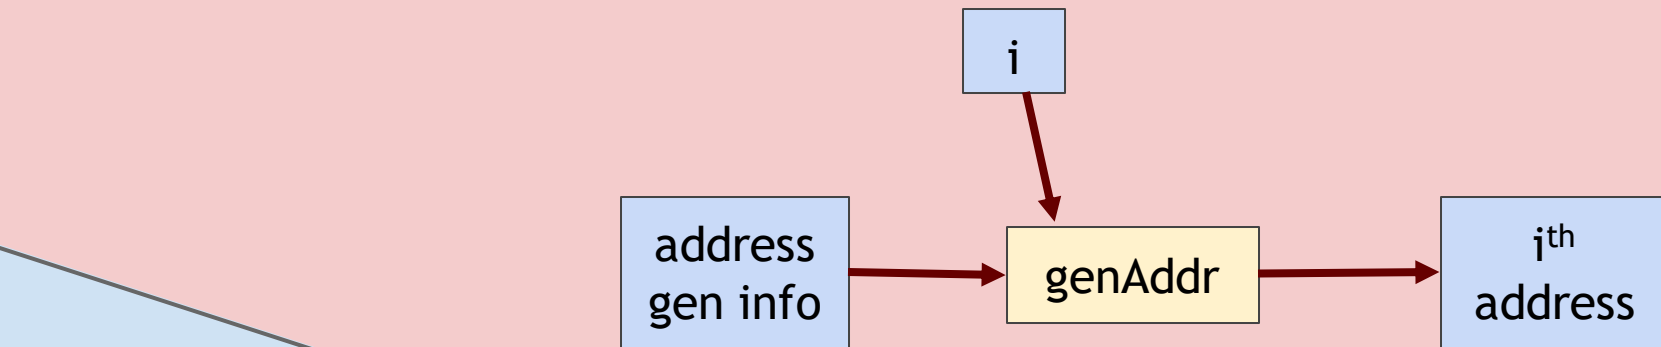 i
address
gen info
genAddr
iᵗʰ
address